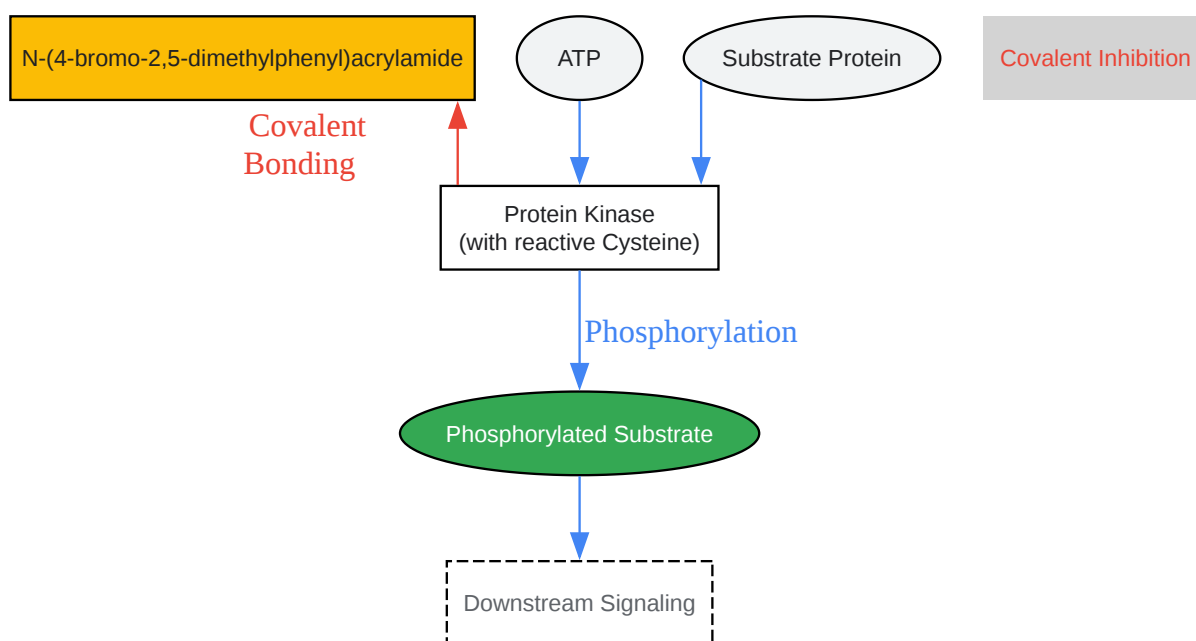 N-(4-bromo-2,5-dimethylphenyl)acrylamide
ATP
Substrate Protein
Covalent Inhibition
Covalent
Bonding
Protein Kinase
(with reactive Cysteine)
Phosphorylation
Phosphorylated Substrate
Downstream Signaling